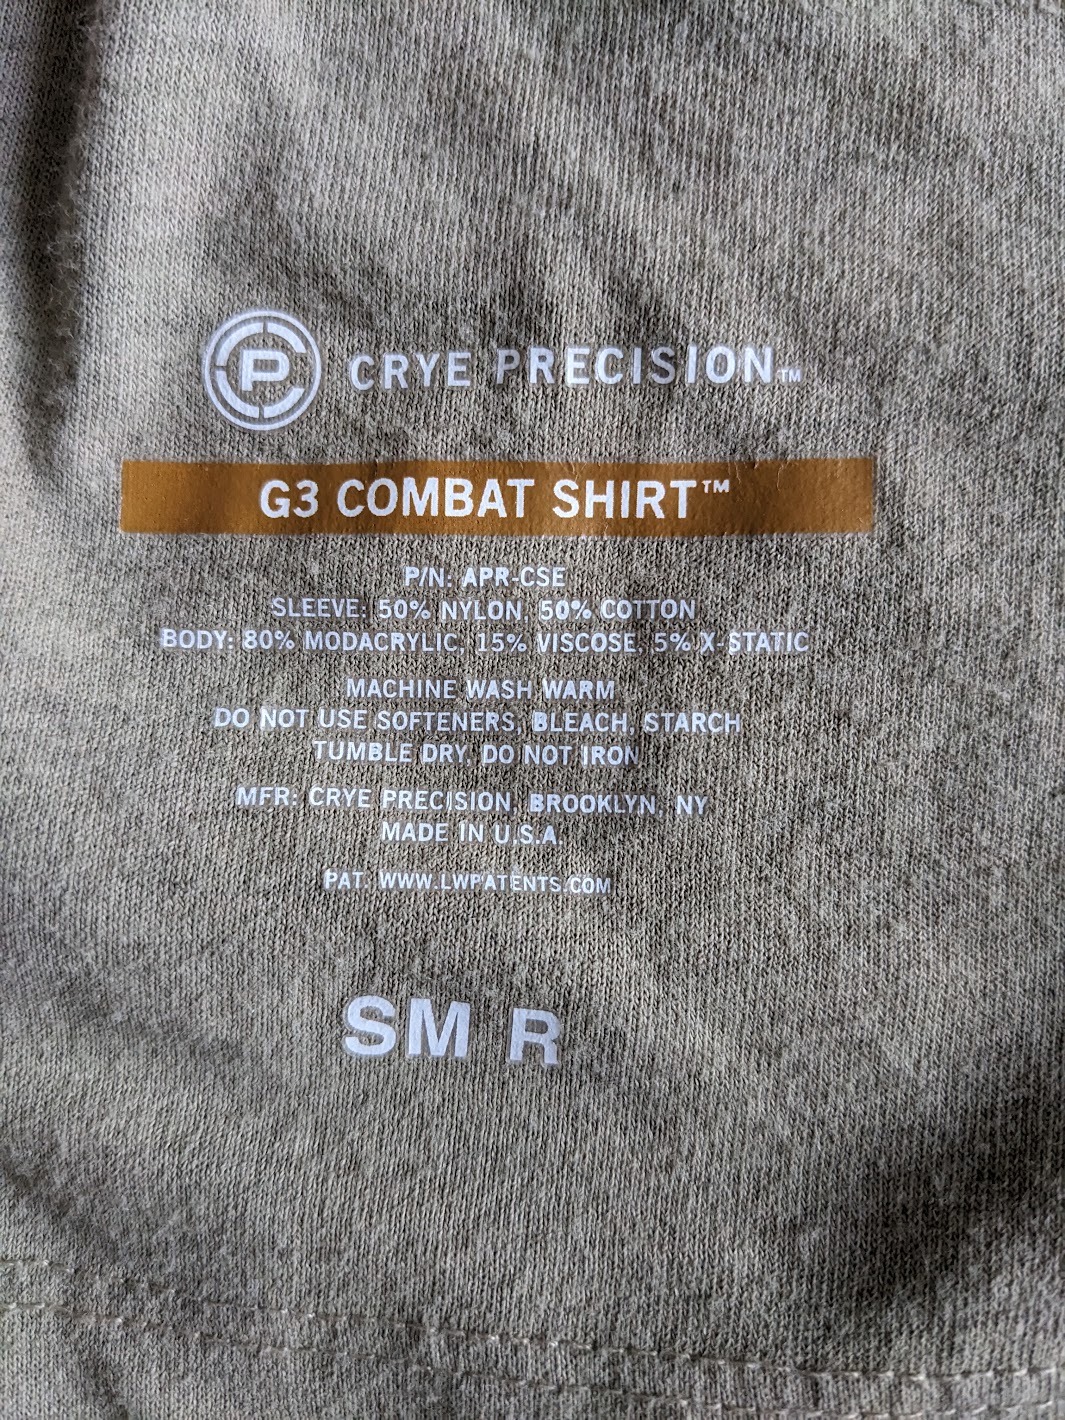 CP CRYE PRECISION™
G3 COMBAT SHIRT™
P/N: APR-CSE
SLEEVE: 50% NYLON, 50% COTTON
BODY: 80% MODACRYLIC, 15% VISCOSE, 5% X-STATIC
MACHINE WASH WARM
DO NOT USE SOFTENERS, BLEACH, STARCH
TUMBLE DRY, DO NOT IRON
MFR: CRYE PRECISION, BROOKLYN, NY
MADE IN U.S.A.
PAT. WWW.LWPATENTS.COM
SM R